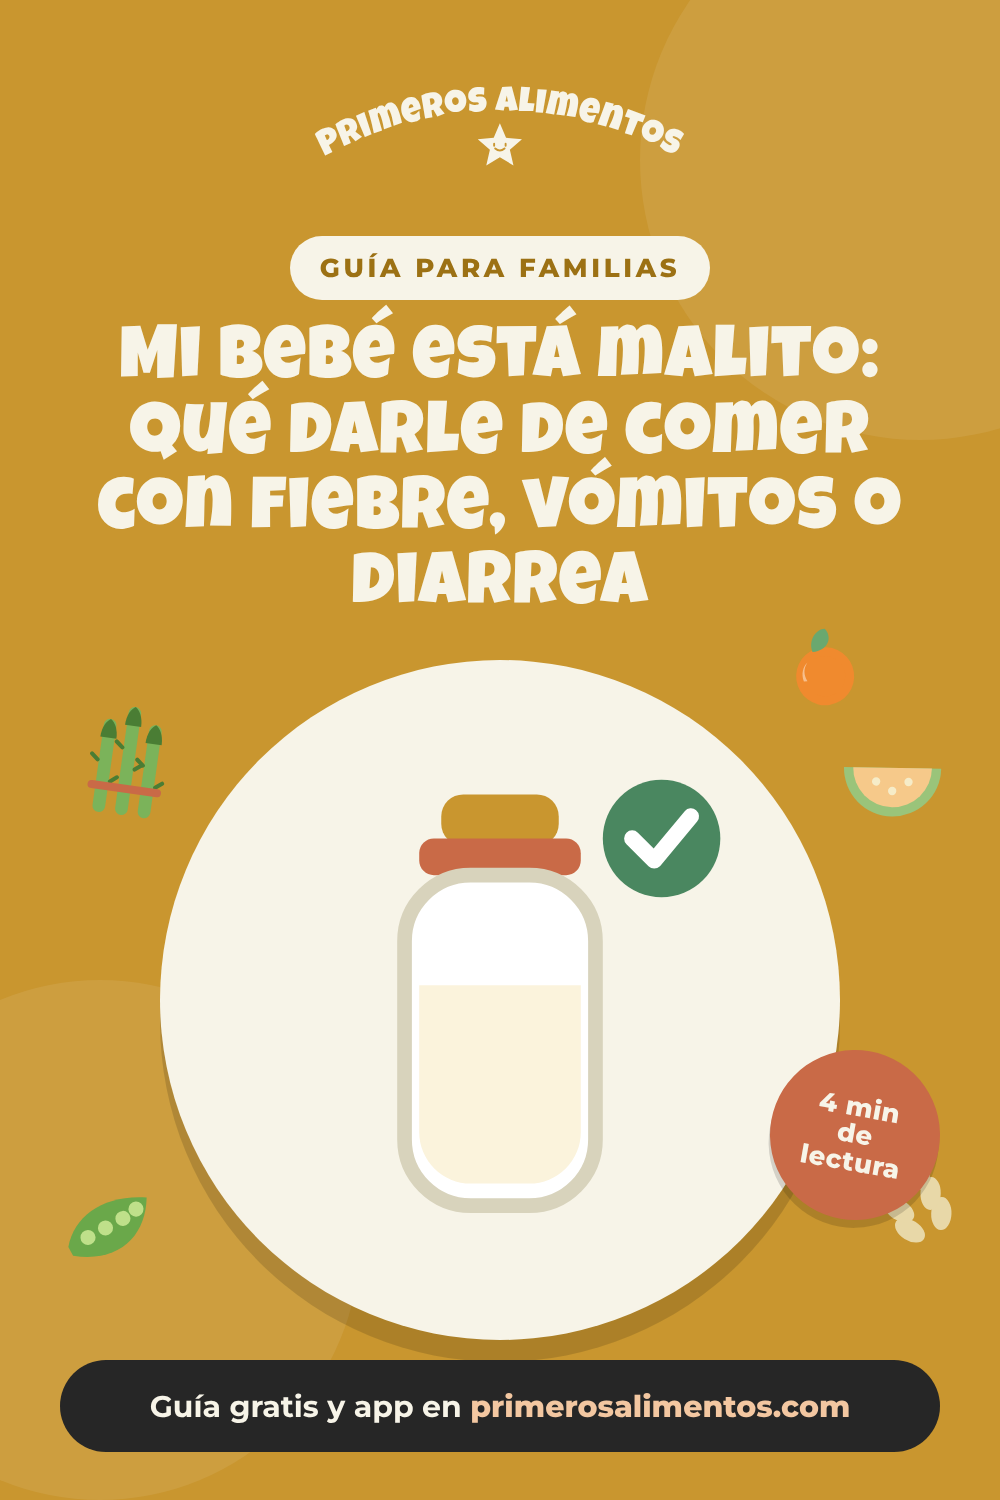 PRIMEROS ALIMENTOS
GUÍA PARA FAMILIAS
MI BEBÉ ESTÁ MALITO:
QUÉ DARLE DE COMER
CON FIEBRE, VÓMITOS O
DIARREA
4 min
de
lectura
Guía gratis y app en primerosalimentos.com